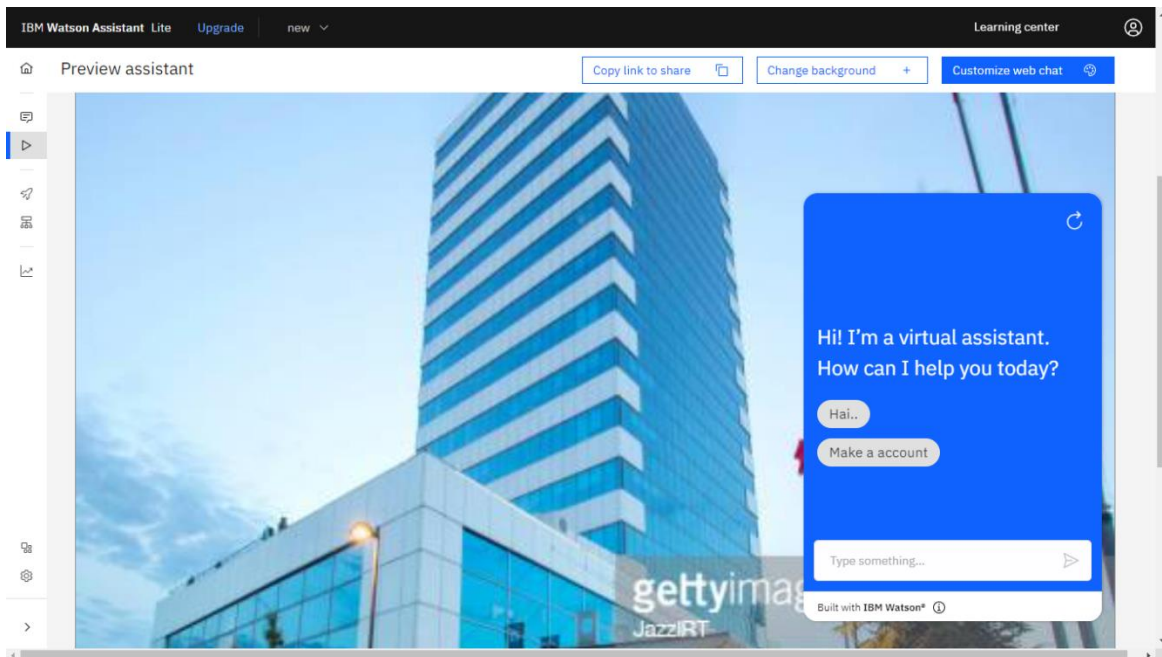 IBM Watson Assistant Lite Upgrade new Learning center
Preview assistant Copy link to share Change background + Customize web chat
Hi! I'm a virtual assistant.
How can I help you today?
Hai..
Make a account
Type something...
gettyimag
JazzIRT
Built with IBM Watson®